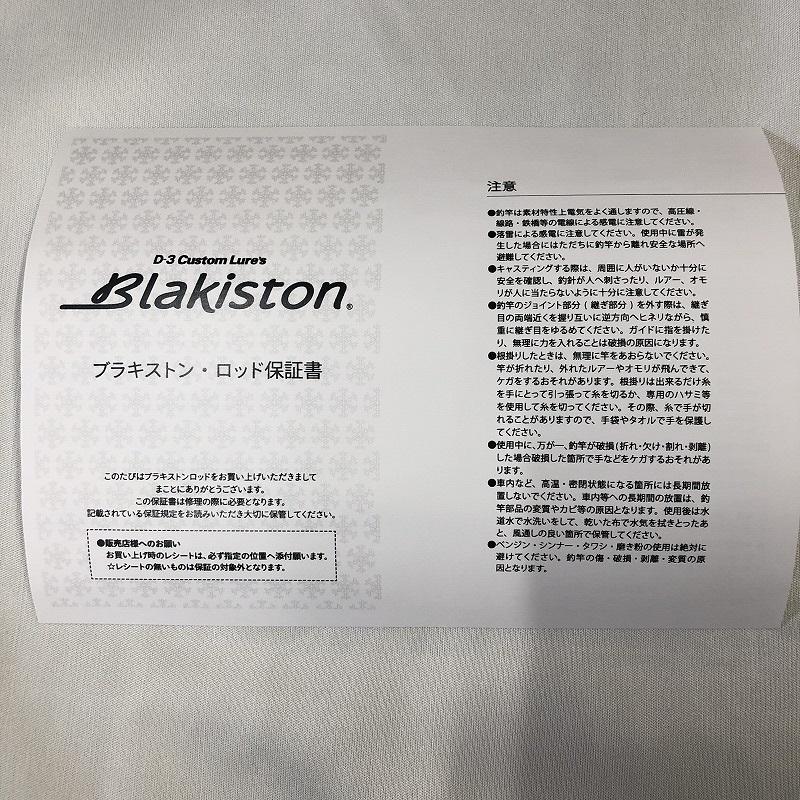 D-3 Custom Lure's
Blakiston®
ブラキストン・ロッド保証書
このたびはブラキストンロッドをお買い上げいただきまして
まことにありがとうございます。
この保証書は修理の際に必要となります。
記載されている保証規定をお読みいただき大切に保管してください。
●販売店様へのお願い
お買い上げ時のレシートは、必ず指定の位置へ添付願います。
☆レシートの無いものは保証の対象外となります。
注意
●釣竿は素材特性上電気をよく通しますので、高圧線・
線路・鉄橋等の電線による感電に注意してください。
●落雷による感電に注意してください。使用中に雷が発
生した場合にはただちに釣竿から離れ安全な場所へ
避難してください。
●キャスティングする際は、周囲に人がいないか十分に
安全を確認し、釣針が人へ刺さったり、ルアー、オモ
リが人に当たらないように十分に注意してください。
●釣竿のジョイント部分(継ぎ部分)を外す際は、継ぎ
目の両端近くを握り互いに逆方向へヒネリながら、慎
重に継ぎ目をゆるめてください。ガイドに指を掛けた
り、無理に力を入れることは破損の原因になります。
●根掛りしたときは、無理に竿をあおらないでください。
竿が折れたり、外れたルアーやオモリが飛んできて、
ケガをするおそれがあります。根掛りは出来るだけ糸
を手にとって引っ張って糸を切るか、専用のハサミ等
を使用して糸を切ってください。その際、糸で手が切
れることがありますので、手袋やタオルで手を保護し
てください。
●使用中に、万が一、釣竿が破損(折れ・欠け・割れ・剥離)
した場合破損した箇所で手などをケガするおそれがあ
ります。
●車内など、高温・密閉状態になる箇所には長期間放
置しないでください。車内等への長期間の放置は、釣
竿部品の変質やカビ等の原因となります。使用後は水
道水で水洗いをして、乾いた布で水気を拭きとったあ
と、風通しの良い箇所で保管してください。
●ベンジン・シンナー・タワシ・磨き粉の使用は絶対に
避けてください。釣竿の傷・破損・剥離・変質の原
因となります。